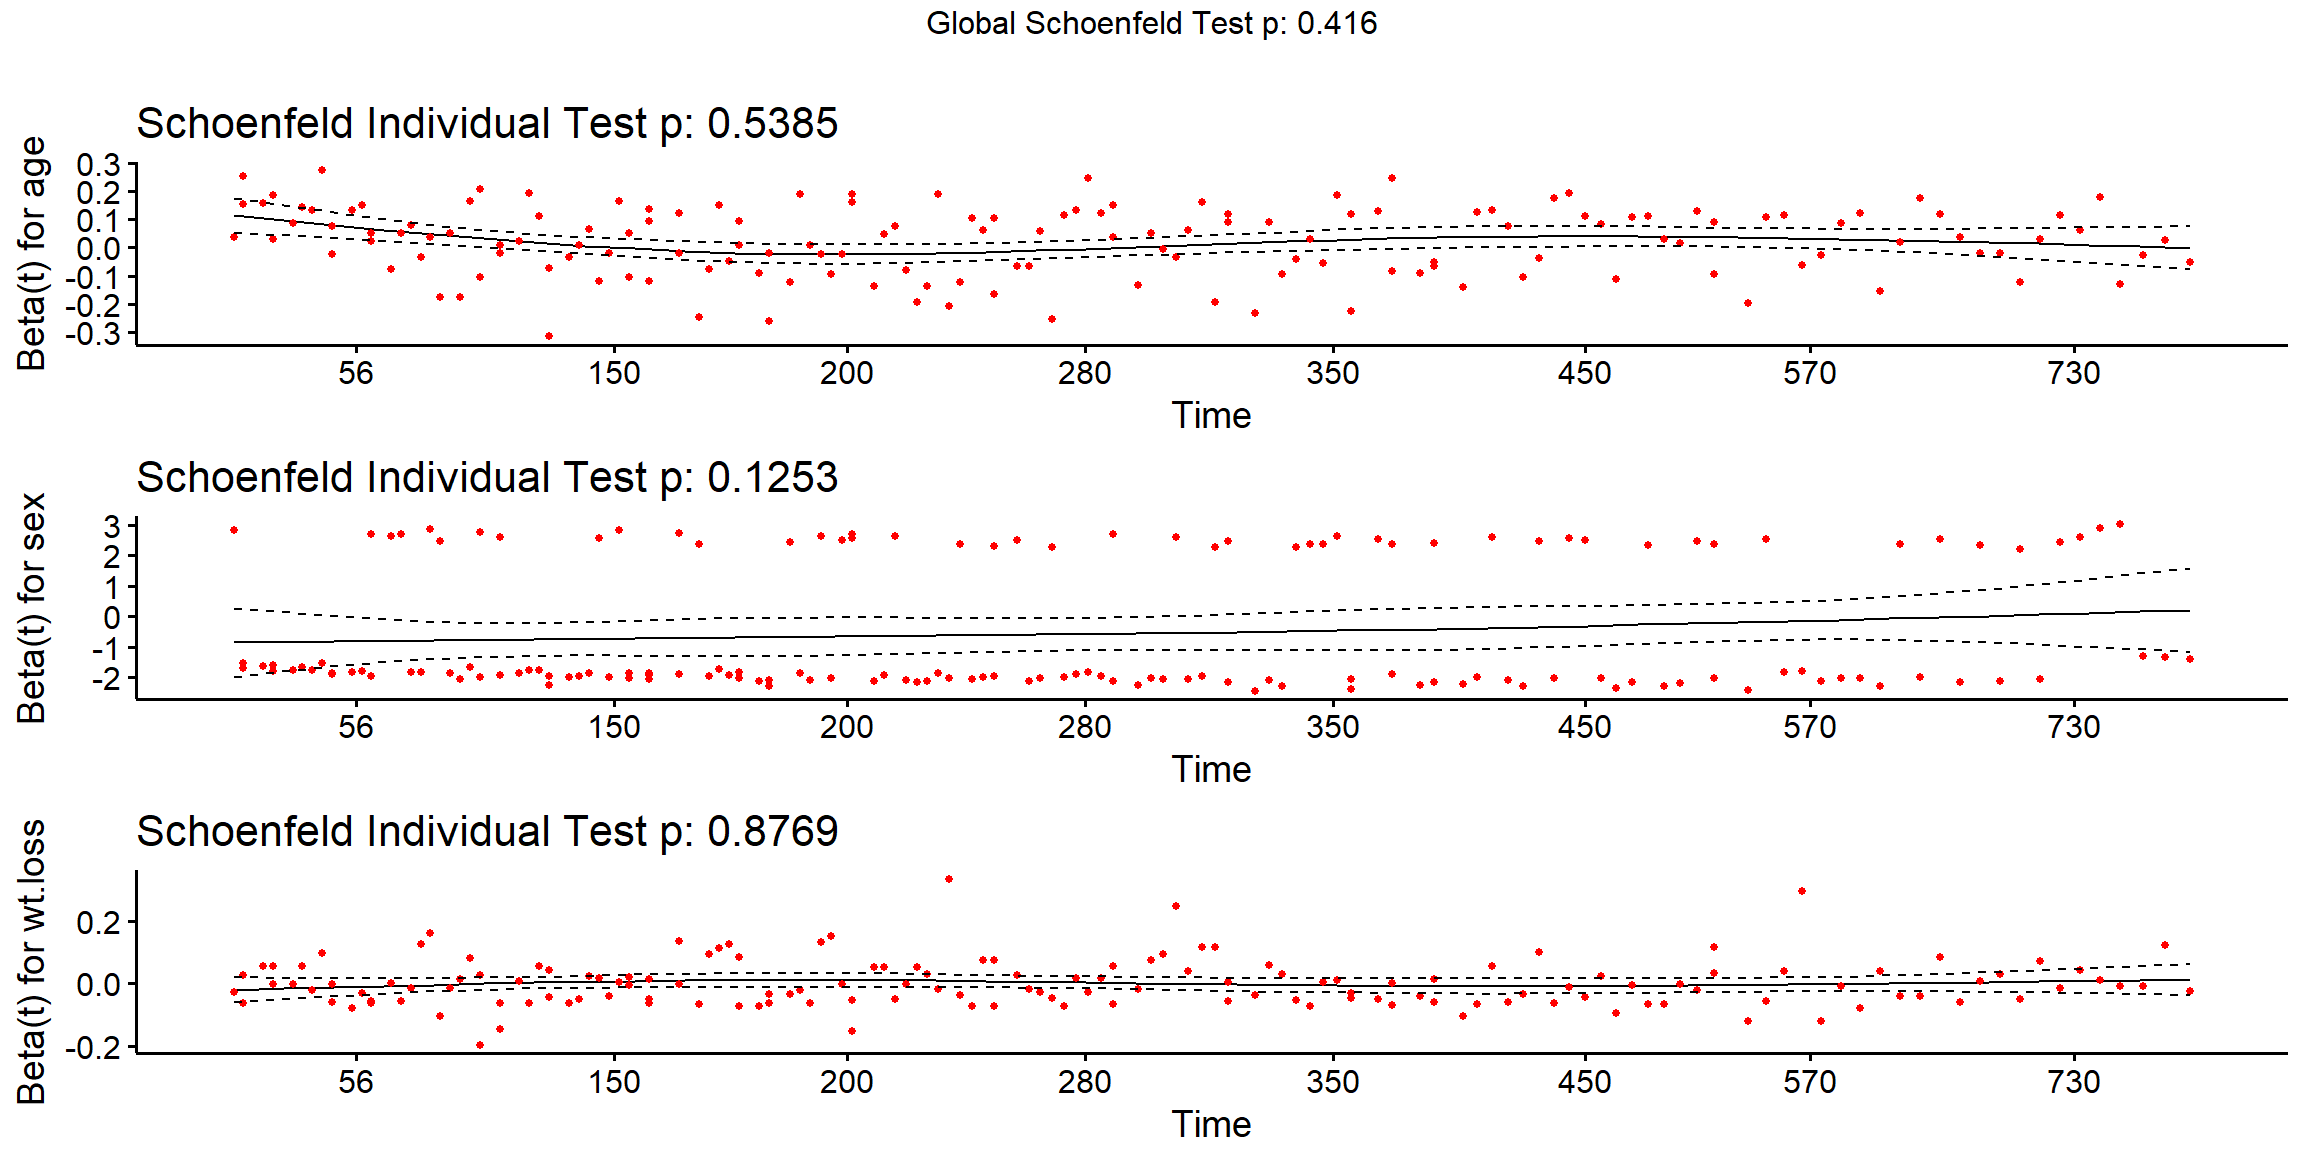 Global Schoenfeld Test p: 0.416
Schoenfeld Individual Test p: 0.5385
Beta(t) for age
0.3
0.2
0.1
0.0
-0.1
-0.2
-0.3
56 150 200 280 350 450 570 730
Time
Schoenfeld Individual Test p: 0.1253
Beta(t) for sex
3
2
1
0
-1
-2
56 150 200 280 350 450 570 730
Time
Schoenfeld Individual Test p: 0.8769
Beta(t) for wt.loss
0.2
0.0
-0.2
56 150 200 280 350 450 570 730
Time